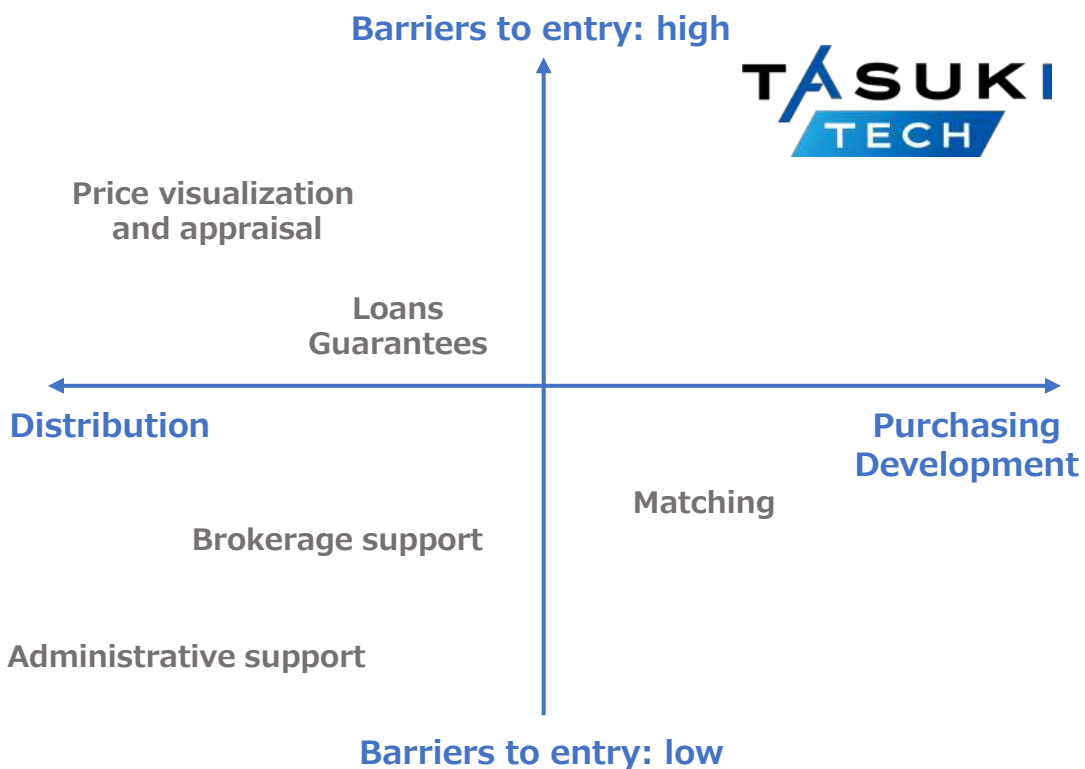 Barriers to entry: high
TASUKI
TECH
Price visualization
and appraisal
Loans
Guarantees
Distribution
Purchasing
Development
Matching
Brokerage support
Administrative support
Barriers to entry: low